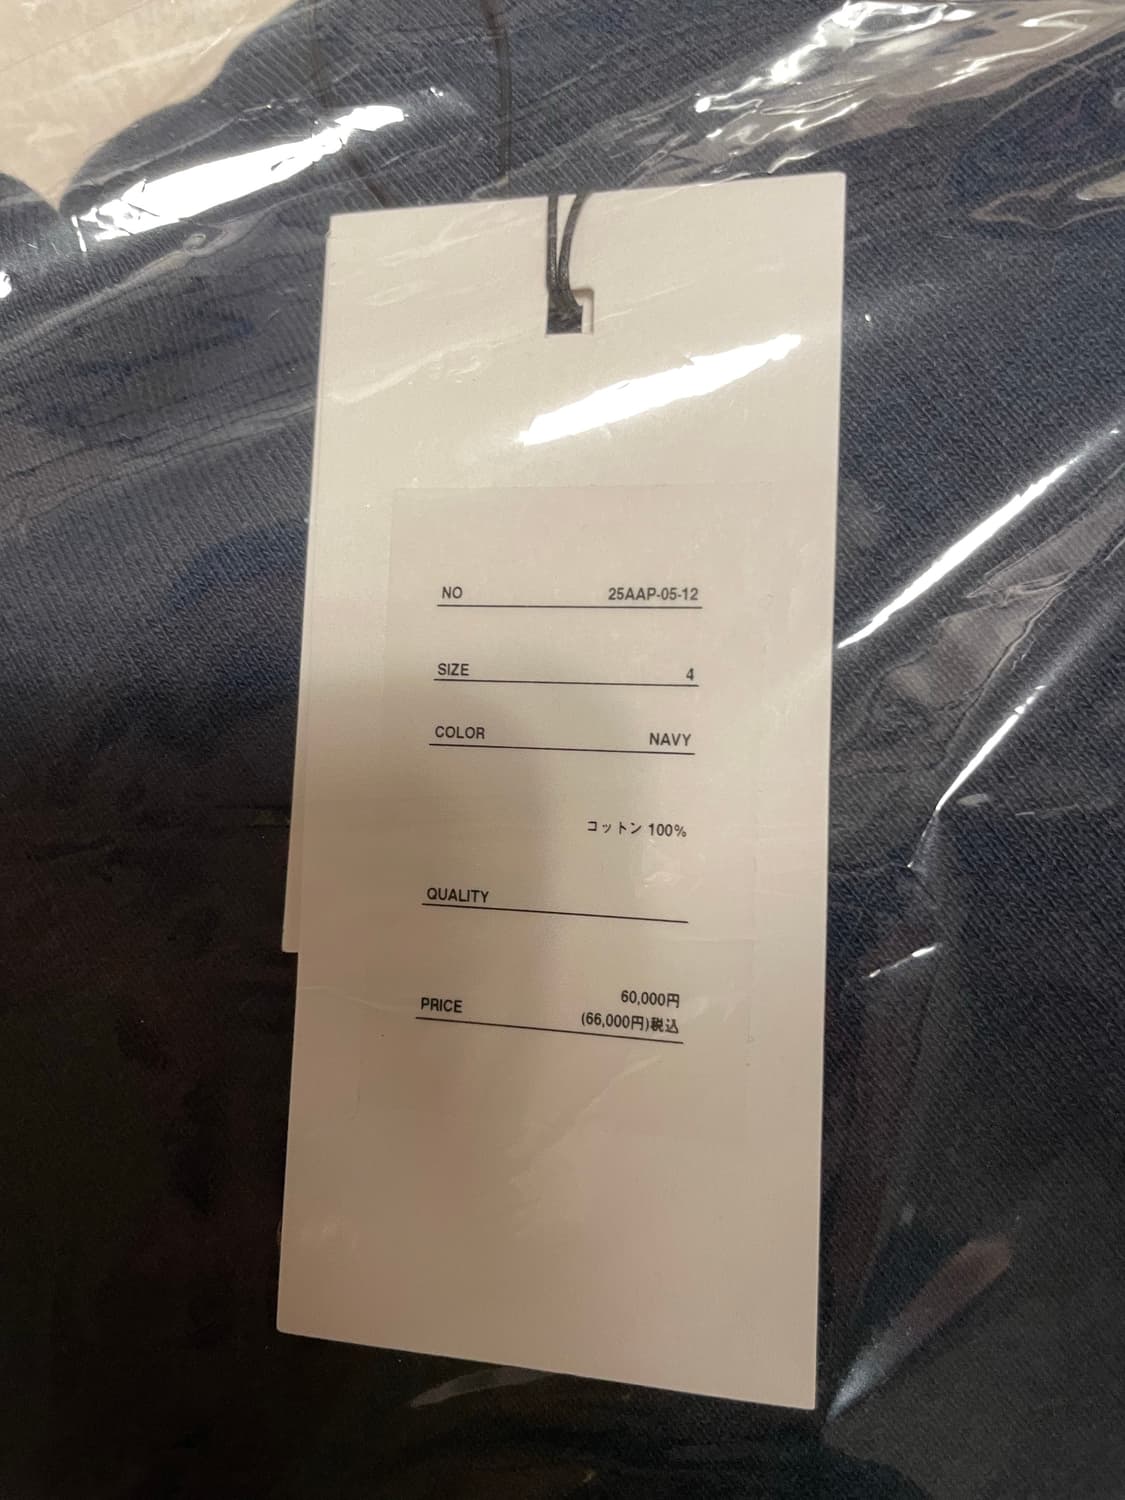 NO 25AAP-05-12
SIZE 4
COLOR NAVY
コットン 100%
QUALITY
PRICE 60,000円
(66,000円)税込